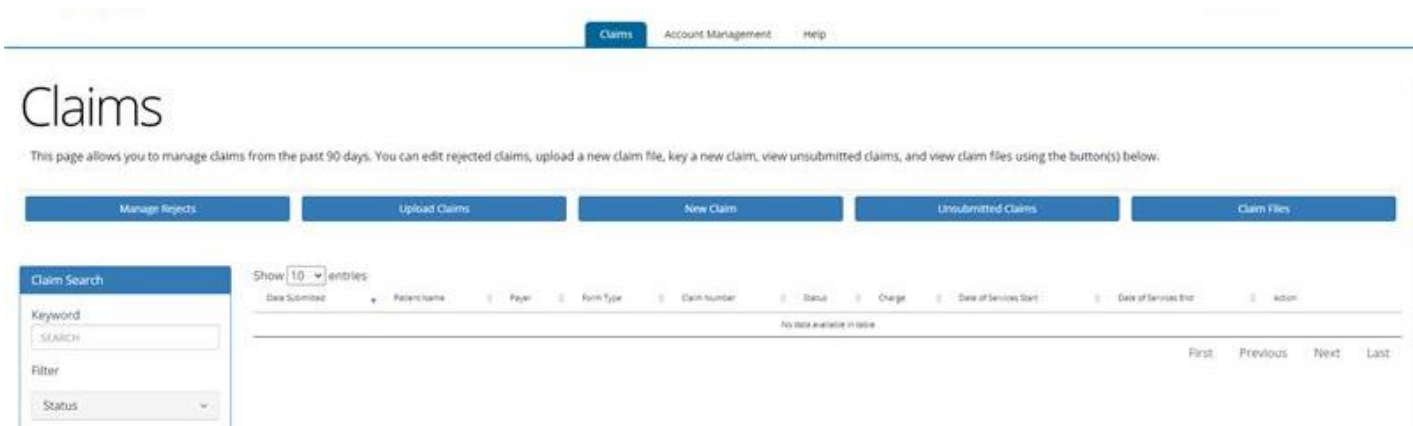 Claims Account Management Help
Claims
This page allows you to manage claims from the past 90 days. You can edit rejected claims, upload a new claim file, key a new claim, view unsubmitted claims, and view claim files using the button(s) below.
Manage Rejects Upload Claims New Claim Unsubmitted Claims Claim Files
Claim Search
Keyword
SEARCH
Filter
Status
Show 10 entries
Date Submitted Patient Name Payer Form Type Claim Number Status Charge Date of Services Start Date of Services End Action
No data available in table
First Previous Next Last